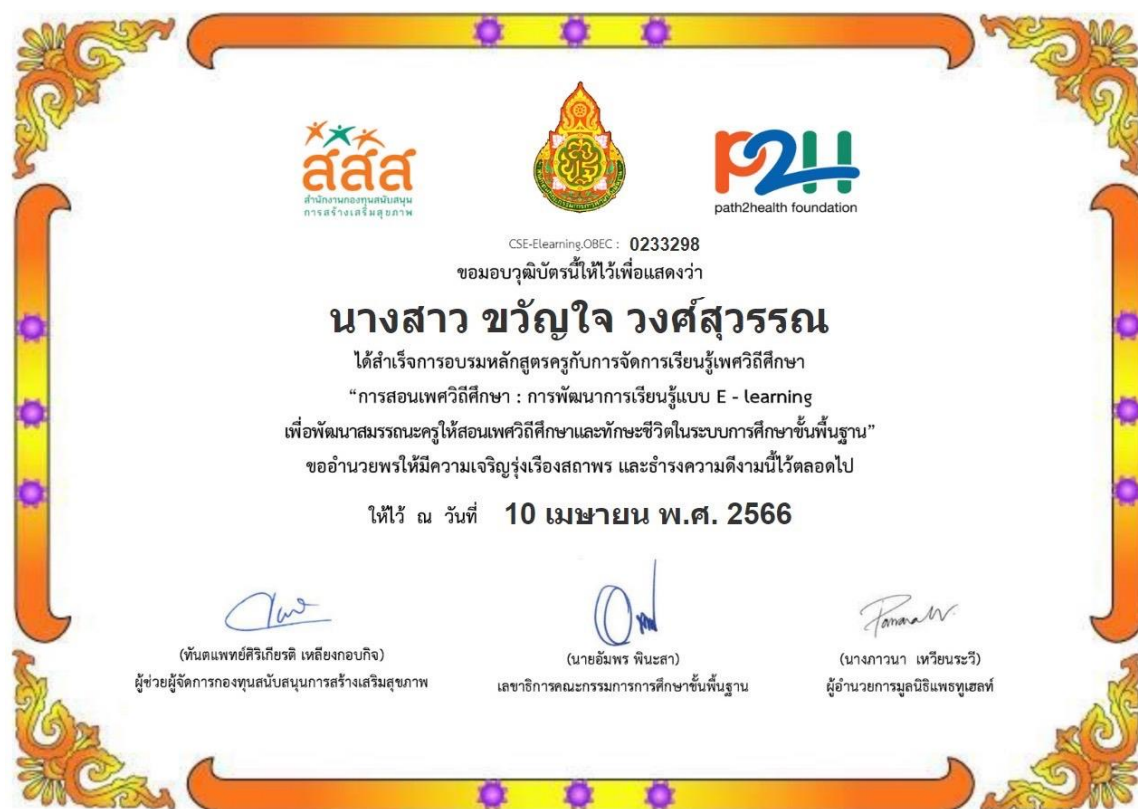 สสส
สำนักงานกองทุนสนับสนุน
การสร้างเสริมสุขภาพ
P2H
path2health foundation
CSE-Elearning.OBEC : 0233298
ขอมอบวุฒิบัตรนี้ให้ไว้เพื่อแสดงว่า
นางสาว ขวัญใจ วงศ์สุวรรณ
ได้สำเร็จการอบรมหลักสูตรครูกับการจัดการเรียนรู้เพศวิถีศึกษา
“การสอนเพศวิถีศึกษา : การพัฒนาการเรียนรู้แบบ E - learning
เพื่อพัฒนาสมรรถนะครูให้สอนเพศวิถีศึกษาและทักษะชีวิตในระบบการศึกษาขั้นพื้นฐาน”
ขออำนวยพรให้มีความเจริญรุ่งเรืองสถาพร และธำรงความดีงามนี้ไว้ตลอดไป
ให้ไว้ ณ วันที่ 10 เมษายน พ.ศ. 2566
(ทันตแพทย์ศิริเกียรติ เหลียงกอบกิจ)
ผู้ช่วยผู้จัดการกองทุนสนับสนุนการสร้างเสริมสุขภาพ
(นายอัมพร พินะสา)
เลขาธิการคณะกรรมการการศึกษาขั้นพื้นฐาน
(นางภาวนา เหวียนระวี)
ผู้อำนวยการมูลนิธิแพธทูเฮลท์